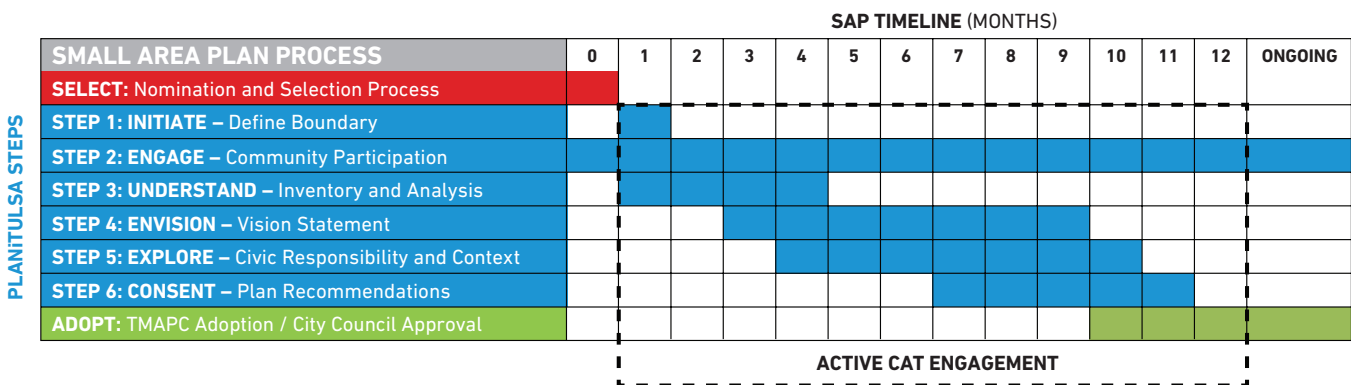 SAP TIMELINE (MONTHS)
SMALL AREA PLAN PROCESS 0 1 2 3 4 5 6 7 8 9 10 11 12 ONGOING
SELECT: Nomination and Selection Process
PLANiTULSA STEPS
STEP 1: INITIATE – Define Boundary
STEP 2: ENGAGE – Community Participation
STEP 3: UNDERSTAND – Inventory and Analysis
STEP 4: ENVISION – Vision Statement
STEP 5: EXPLORE – Civic Responsibility and Context
STEP 6: CONSENT – Plan Recommendations
ADOPT: TMAPC Adoption / City Council Approval
ACTIVE CAT ENGAGEMENT